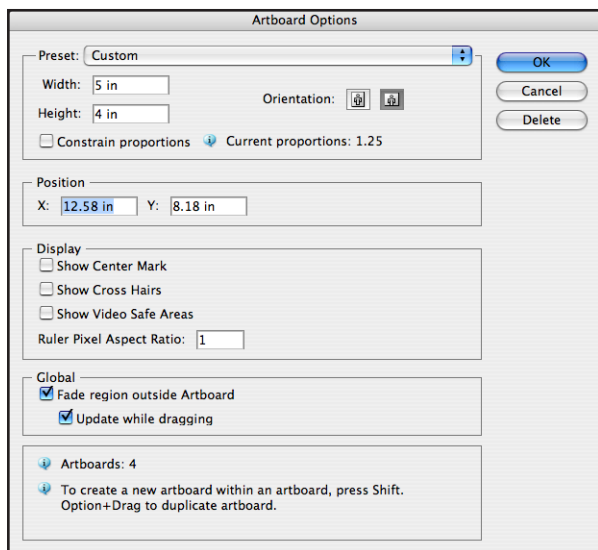 Artboard Options
Preset: Custom
OK
Width: 5 in
Orientation:
Cancel
Height: 4 in
Delete
Constrain proportions
Current proportions: 1.25
Position
X: 12.58 in Y: 8.18 in
Display
Show Center Mark
Show Cross Hairs
Show Video Safe Areas
Ruler Pixel Aspect Ratio: 1
Global
Fade region outside Artboard
Update while dragging
Artboards: 4
To create a new artboard within an artboard, press Shift.
Option+Drag to duplicate artboard.